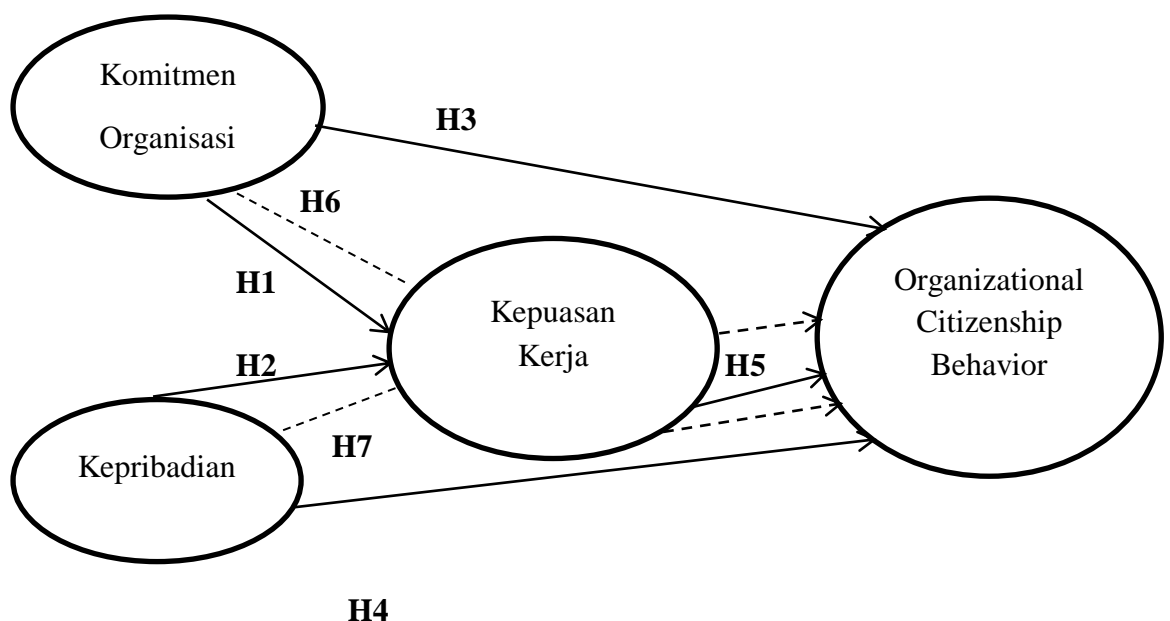 Komitmen
Organisasi
H3
H6
H1
Kepuasan
Kerja
Organizational
Citizenship
Behavior
H2
H5
H7
Kepribadian
H4